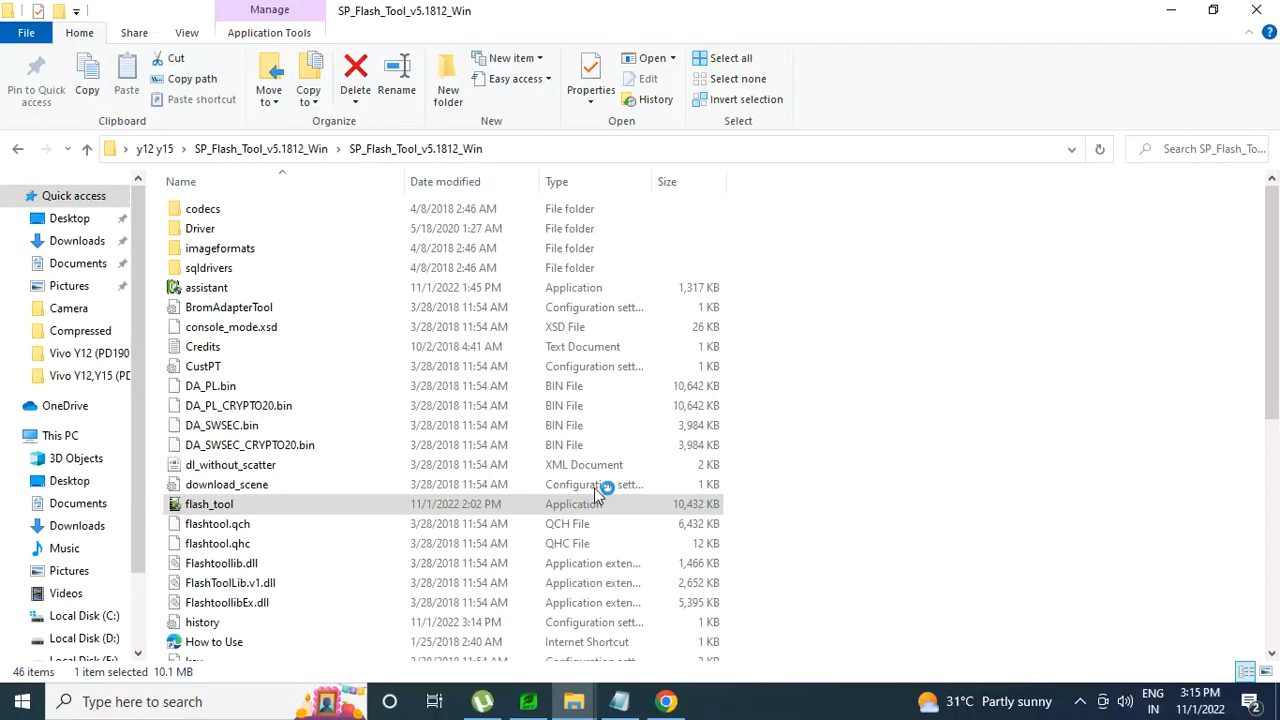 Manage
SP_Flash_Tool_v5.1812_Win
File
Home
Share
View
Application Tools
Pin to Quick access
Copy
Paste
Cut
Copy path
Paste shortcut
Clipboard
Move to
Copy to
Delete
Rename
Organize
New folder
New item
Easy access
New
Properties
Open
Edit
History
Open
Select all
Select none
Invert selection
Select
y12 y15 > SP_Flash_Tool_v5.1812_Win > SP_Flash_Tool_v5.1812_Win
Search SP_Flash_To...
Quick access
Desktop
Downloads
Documents
Pictures
Camera
Compressed
Vivo Y12 (PD190
Vivo Y12,Y15 (PD
OneDrive
This PC
3D Objects
Desktop
Documents
Downloads
Music
Pictures
Videos
Local Disk (C:)
Local Disk (D:)
Name Date modified Type Size
codecs 4/8/2018 2:46 AM File folder
Driver 5/18/2020 1:27 AM File folder
imageformats 4/8/2018 2:46 AM File folder
sqldrivers 4/8/2018 2:46 AM File folder
assistant 11/1/2022 1:45 PM Application 1,317 KB
BromAdapterTool 3/28/2018 11:54 AM Configuration sett... 1 KB
console_mode.xsd 3/28/2018 11:54 AM XSD File 26 KB
Credits 10/2/2018 4:41 AM Text Document 1 KB
CustPT 3/28/2018 11:54 AM Configuration sett... 1 KB
DA_PL.bin 3/28/2018 11:54 AM BIN File 10,642 KB
DA_PL_CRYPTO20.bin 3/28/2018 11:54 AM BIN File 10,642 KB
DA_SWSEC.bin 3/28/2018 11:54 AM BIN File 3,984 KB
DA_SWSEC_CRYPTO20.bin 3/28/2018 11:54 AM BIN File 3,984 KB
dl_without_scatter 3/28/2018 11:54 AM XML Document 2 KB
download_scene 3/28/2018 11:54 AM Configuration sett... 1 KB
flash_tool 11/1/2022 2:02 PM Application 10,432 KB
flashtool.qch 3/28/2018 11:54 AM QCH File 6,432 KB
flashtool.qhc 3/28/2018 11:54 AM QHC File 12 KB
Flashtoollib.dll 3/28/2018 11:54 AM Application exten... 1,466 KB
FlashToolLib.v1.dll 3/28/2018 11:54 AM Application exten... 2,652 KB
FlashtoollibEx.dll 3/28/2018 11:54 AM Application exten... 5,395 KB
history 11/1/2022 3:14 PM Configuration sett... 1 KB
How to Use 1/25/2018 2:40 AM Internet Shortcut 1 KB
46 items 1 item selected 10.1 MB
Type here to search
31°C Partly sunny
ENG
IN
3:15 PM
11/1/2022
2